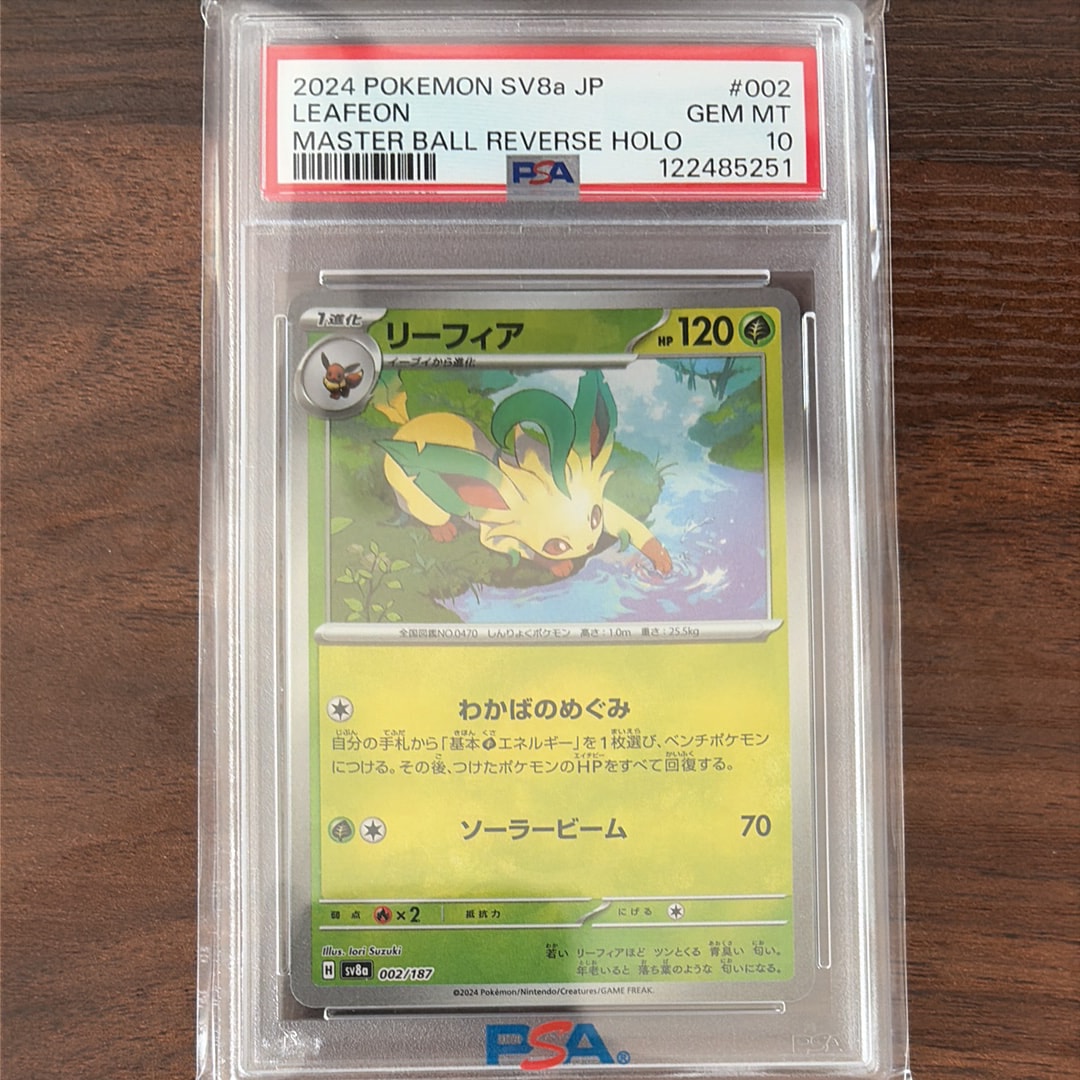 2024 POKEMON SV8a JP #002
LEAFEON GEM MT
MASTER BALL REVERSE HOLO 10
PSA 122485251
1進化 リーフィア HP 120
イーブイから進化
全国図鑑NO.0470 しんりょくポケモン 高さ:1.0m 重さ:25.5kg
わかばのめぐみ
自分の手札から「基本エネルギー」を1枚選び、ベンチポケモン
につける。その後、つけたポケモンのHPをすべて回復する。
ソーラービーム 70
弱点 ×2 抵抗力 にげる
Illus. Iori Suzuki
若い リーフィアほど ツンとくる 青臭い 匂い。
H sv8a 002/187
年老いると 落ち葉のような 匂いになる。
©2024 Pokémon/Nintendo/Creatures/GAME FREAK.
PSA®
PSA